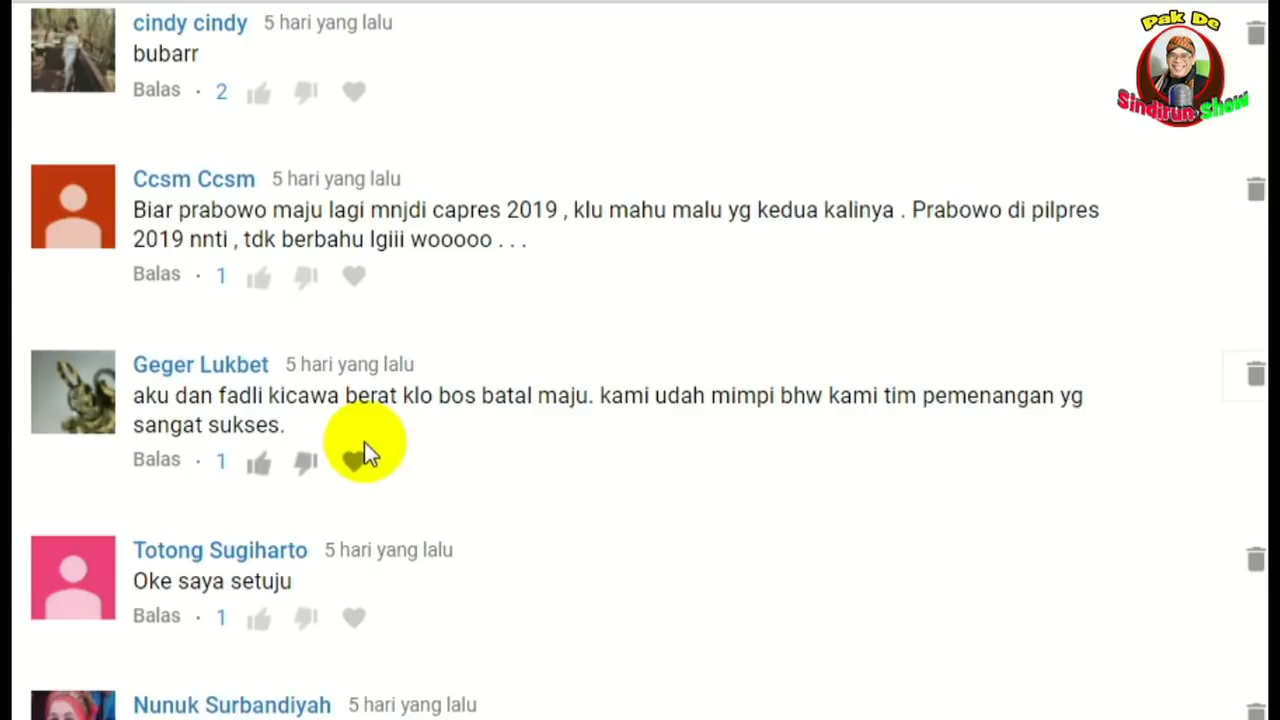 cindy cindy 5 hari yang lalu
bubarr
Balas · 2
Pak De
Sindirun Show
Ccsm Ccsm 5 hari yang lalu
Biar prabowo maju lagi mnjdi capres 2019 , klu mahu malu yg kedua kalinya . Prabowo di pilpres
2019 nnti , tdk berbahu lgiii wooooo . . .
Balas · 1
Geger Lukbet 5 hari yang lalu
aku dan fadli kicawa berat klo bos batal maju. kami udah mimpi bhw kami tim pemenangan yg
sangat sukses.
Balas · 1
Totong Sugiharto 5 hari yang lalu
Oke saya setuju
Balas · 1
Nunuk Surbandiyah 5 hari yang lalu